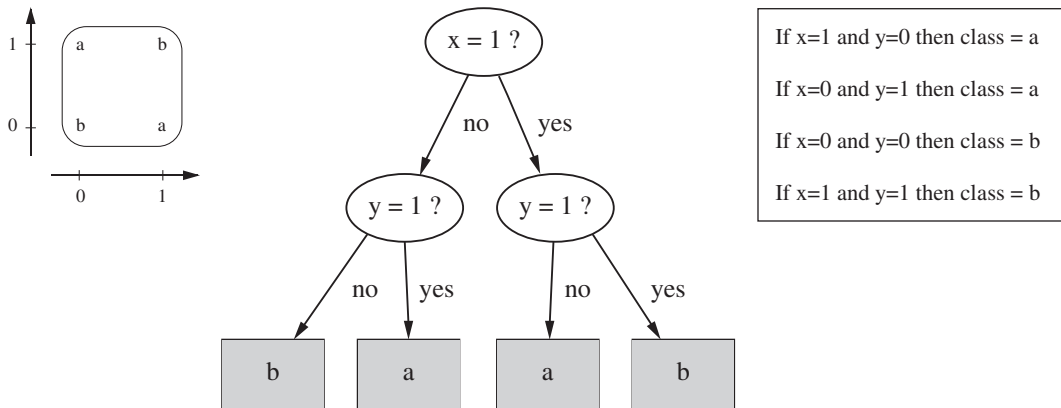 1
a b
0
b a
0 1
x = 1 ?
no yes
y = 1 ? y = 1 ?
no yes no yes
b a a b
If x=1 and y=0 then class = a
If x=0 and y=1 then class = a
If x=0 and y=0 then class = b
If x=1 and y=1 then class = b